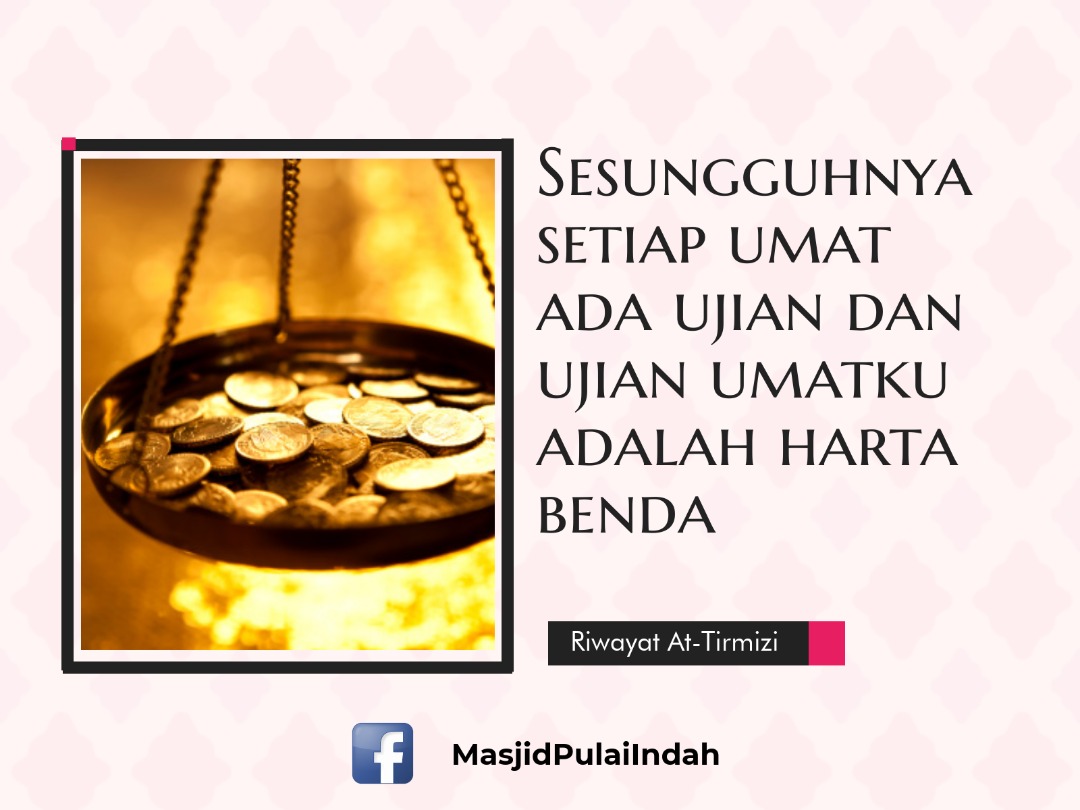 Sesungguhnya
setiap umat
ada ujian dan
ujian umatku
adalah harta
benda
Riwayat At-Tirmizi
f MasjidPulaiIndah